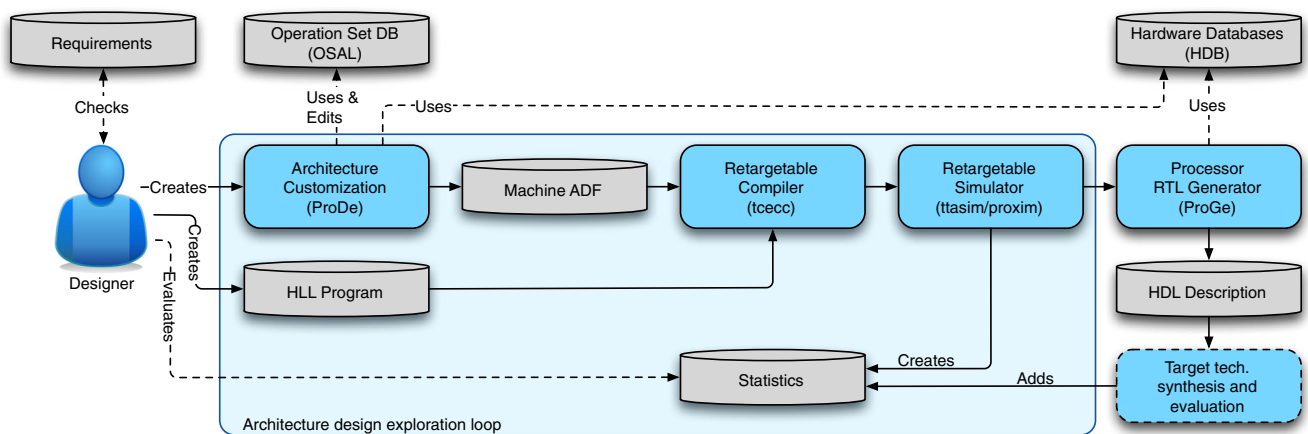 Requirements
Operation Set DB
(OSAL)
Hardware Databases
(HDB)
Checks
Uses &
Edits
Uses
Uses
Creates
Architecture
Customization
(ProDe)
Machine ADF
Retargetable
Compiler
(tcecc)
Retargetable
Simulator
(ttasim/proxim)
Processor
RTL Generator
(ProGe)
Designer
Creates
Evaluates
HLL Program
HDL Description
Statistics
Creates
Adds
Target tech.
synthesis and
evaluation
Architecture design exploration loop